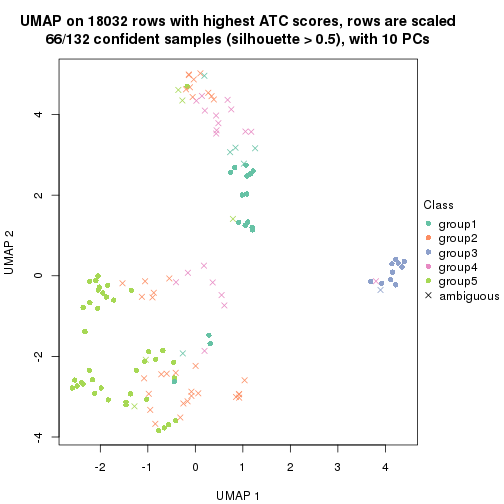 UMAP on 18032 rows with highest ATC scores, rows are scaled
66/132 confident samples (silhouette > 0.5), with 10 PCs
4
2
0
-2
-4
UMAP 2
-2
-1
0
1
2
3
4
UMAP 1
Class
group1
group2
group3
group4
group5
ambiguous